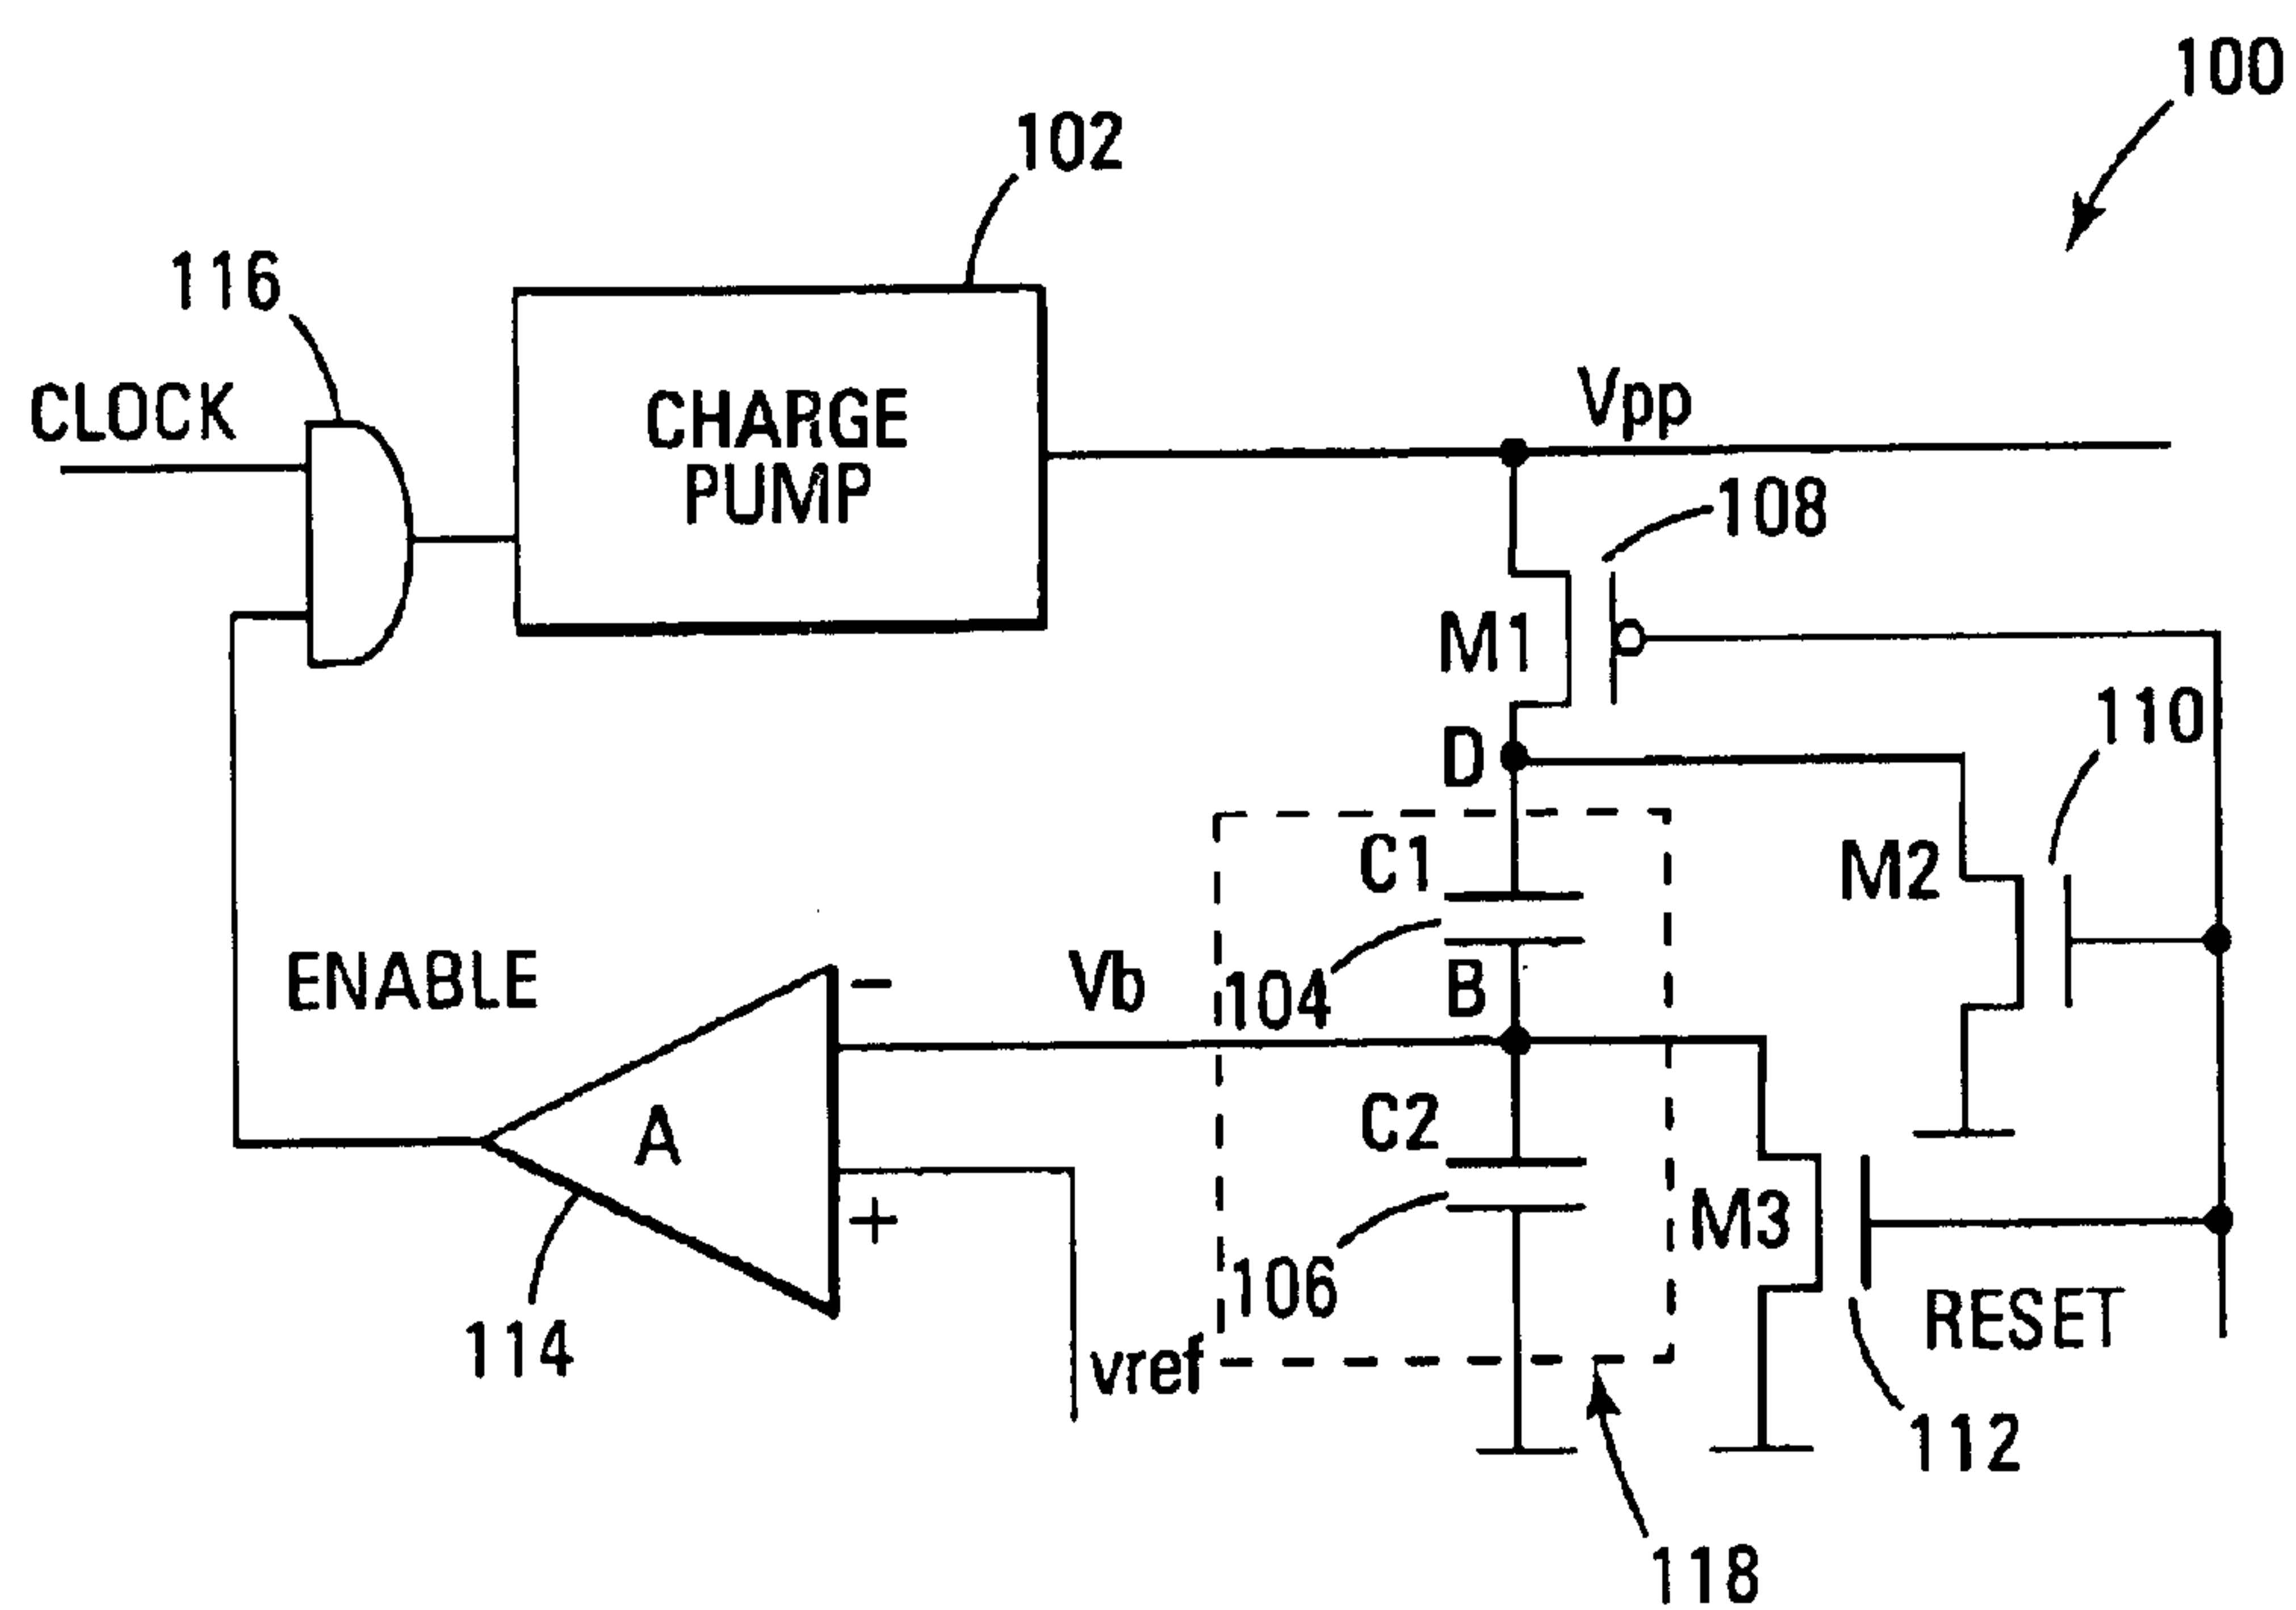 100
102
116
CLOCK
CHARGE
PUMP
Vpp
108
M1
110
D
C1
M2
104
B
ENABLE
Vb
−
A
C2
+
M3
106
RESET
114
vref
112
118